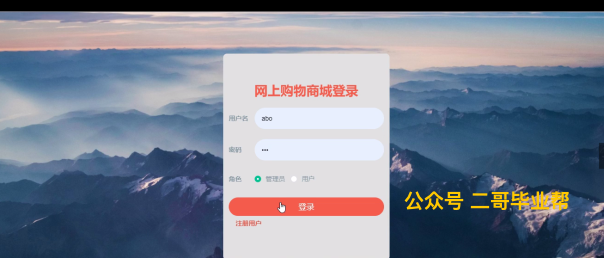 网上购物商城登录
用户名
abo
密码
•••
角色
管理员 用户
登录
注册用户
公众号 二哥毕业帮